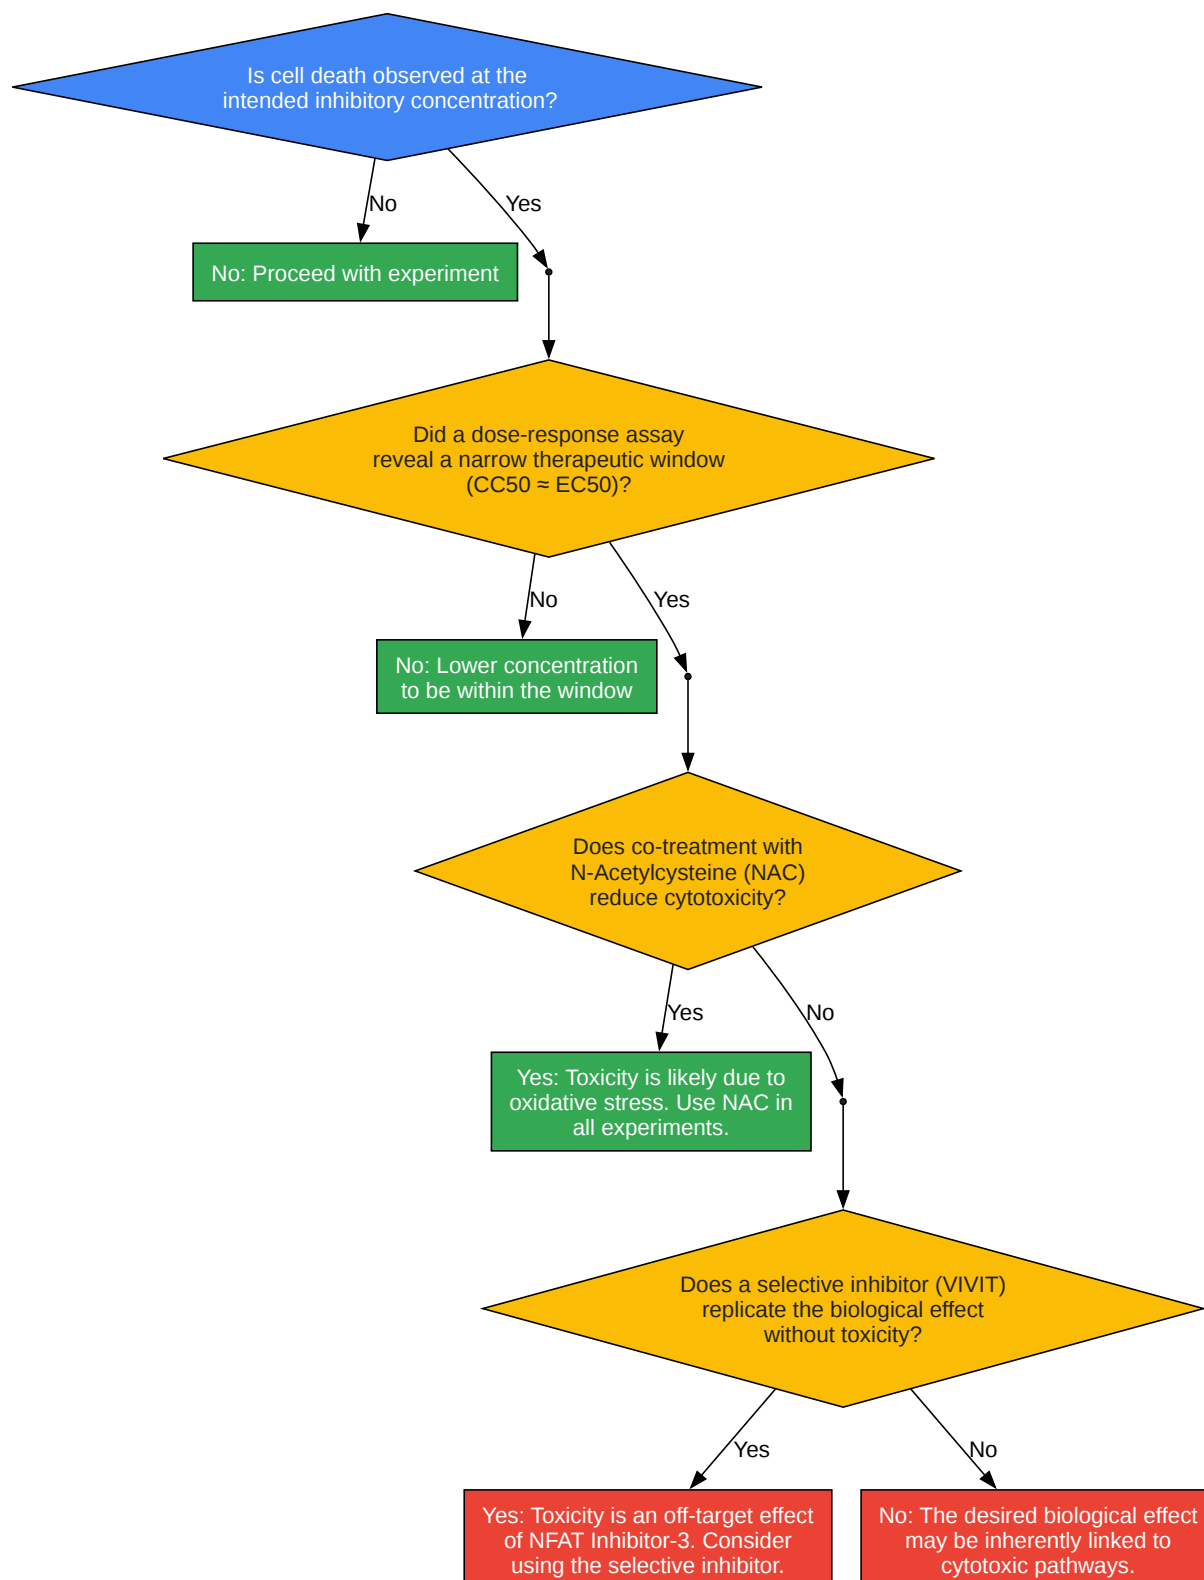 Is cell death observed at the
intended inhibitory concentration?
No
Yes
No: Proceed with experiment
Did a dose-response assay
reveal a narrow therapeutic window
(CC50 ≈ EC50)?
No
Yes
No: Lower concentration
to be within the window
Does co-treatment with
N-Acetylcysteine (NAC)
reduce cytotoxicity?
Yes
No
Yes: Toxicity is likely due to
oxidative stress. Use NAC in
all experiments.
Does a selective inhibitor (VIVIT)
replicate the biological effect
without toxicity?
Yes
No
Yes: Toxicity is an off-target effect
of NFAT Inhibitor-3. Consider
using the selective inhibitor.
No: The desired biological effect
may be inherently linked to
cytotoxic pathways.